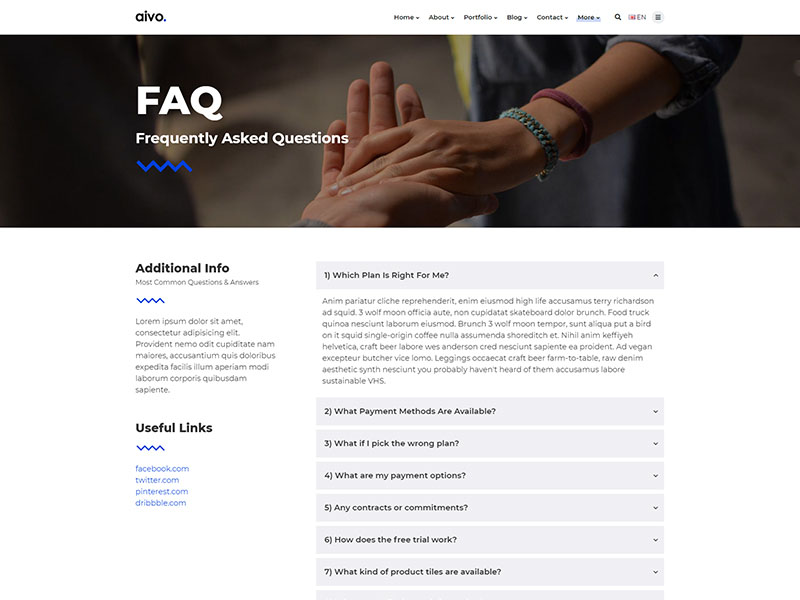 aivo.
Home About Portfolio Blog Contact More EN
FAQ
Frequently Asked Questions
Additional Info
Most Common Questions & Answers
Lorem ipsum dolor sit amet,
consectetur adipisicing elit.
Provident nemo odit cupiditate nam
maiores, accusantium quis doloribus
expedita facilis illum aperiam modi
laborum corporis quibusdam
sapiente.
Useful Links
facebook.com
twitter.com
pinterest.com
dribbble.com
1) Which Plan Is Right For Me?
Anim pariatur cliche reprehenderit, enim eiusmod high life accusamus terry richardson
ad squid. 3 wolf moon officia aute, non cupidatat skateboard dolor brunch. Food truck
quinoa nesciunt laborum eiusmod. Brunch 3 wolf moon tempor, sunt aliqua put a bird
on it squid single-origin coffee nulla assumenda shoreditch et. Nihil anim keffiyeh
helvetica, craft beer labore wes anderson cred nesciunt sapiente ea proident. Ad vegan
excepteur butcher vice lomo. Leggings occaecat craft beer farm-to-table, raw denim
aesthetic synth nesciunt you probably haven't heard of them accusamus labore
sustainable VHS.
2) What Payment Methods Are Available?
3) What if I pick the wrong plan?
4) What are my payment options?
5) Any contracts or commitments?
6) How does the free trial work?
7) What kind of product tiles are available?